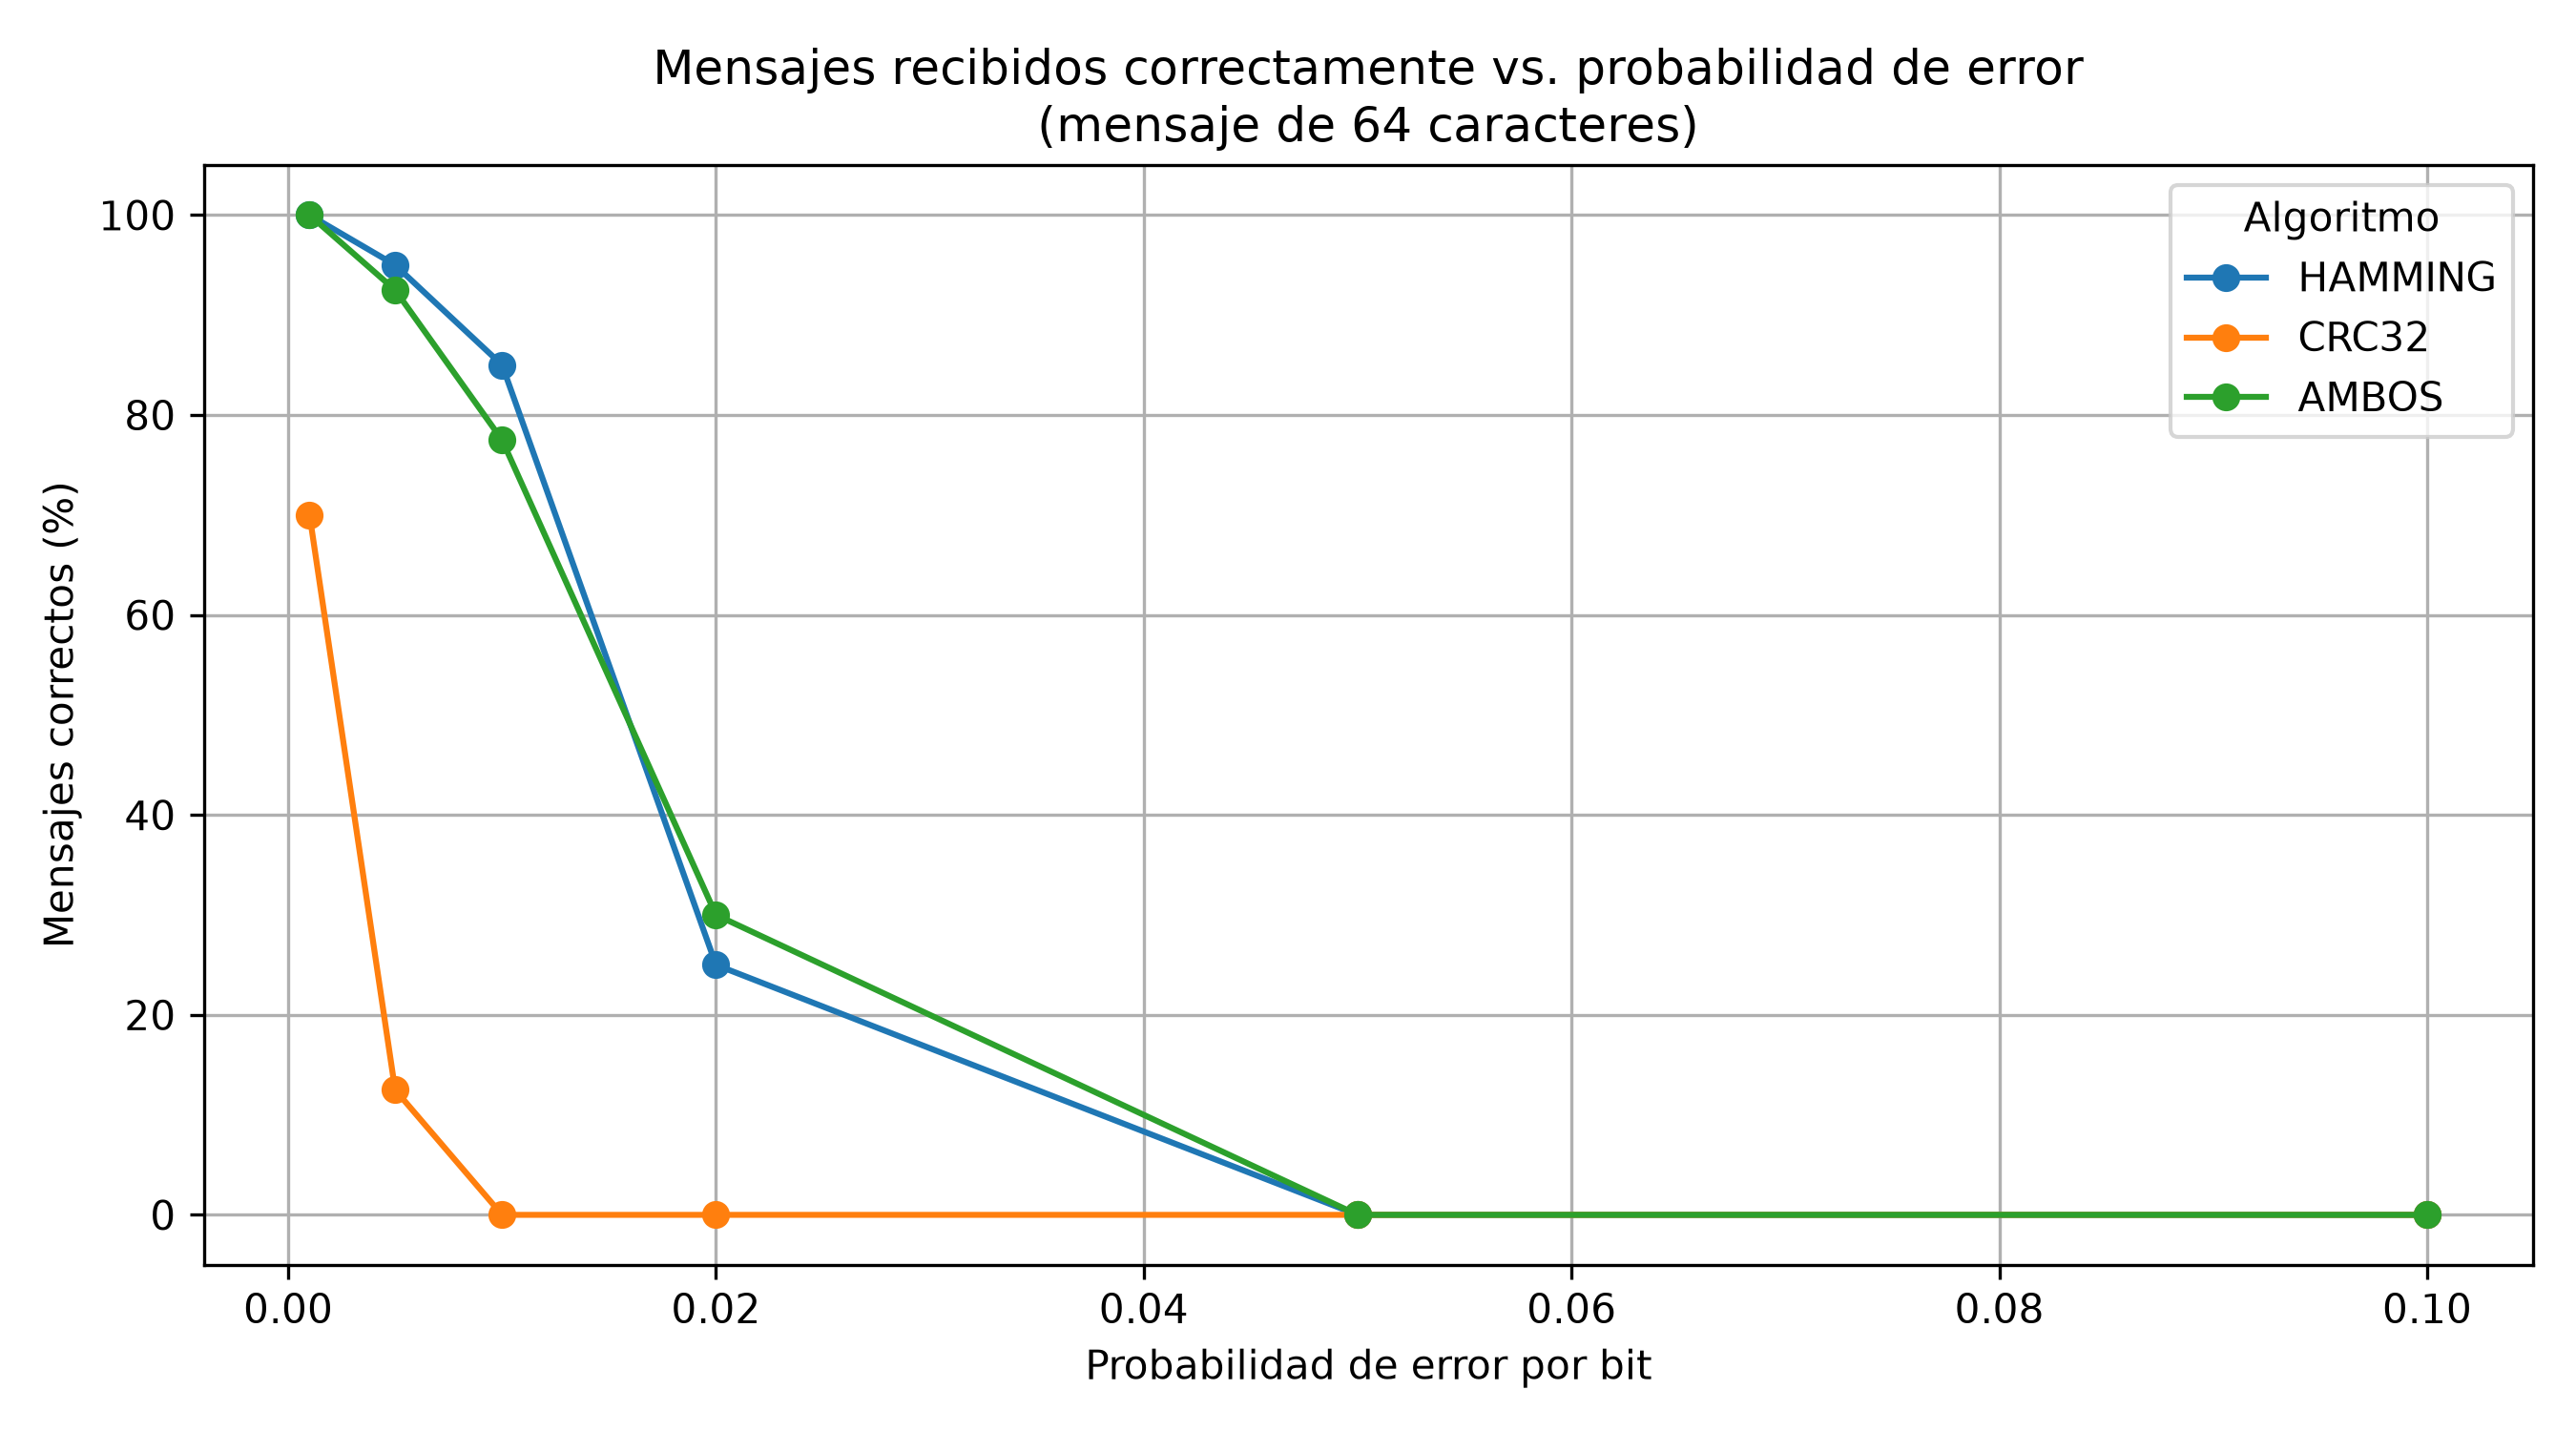 Mensajes recibidos correctamente vs. probabilidad de error
(mensaje de 64 caracteres)
Algoritmo
HAMMING
CRC32
AMBOS
Mensajes correctos (%)
100
80
60
40
20
0
0.00 0.02 0.04 0.06 0.08 0.10
Probabilidad de error por bit